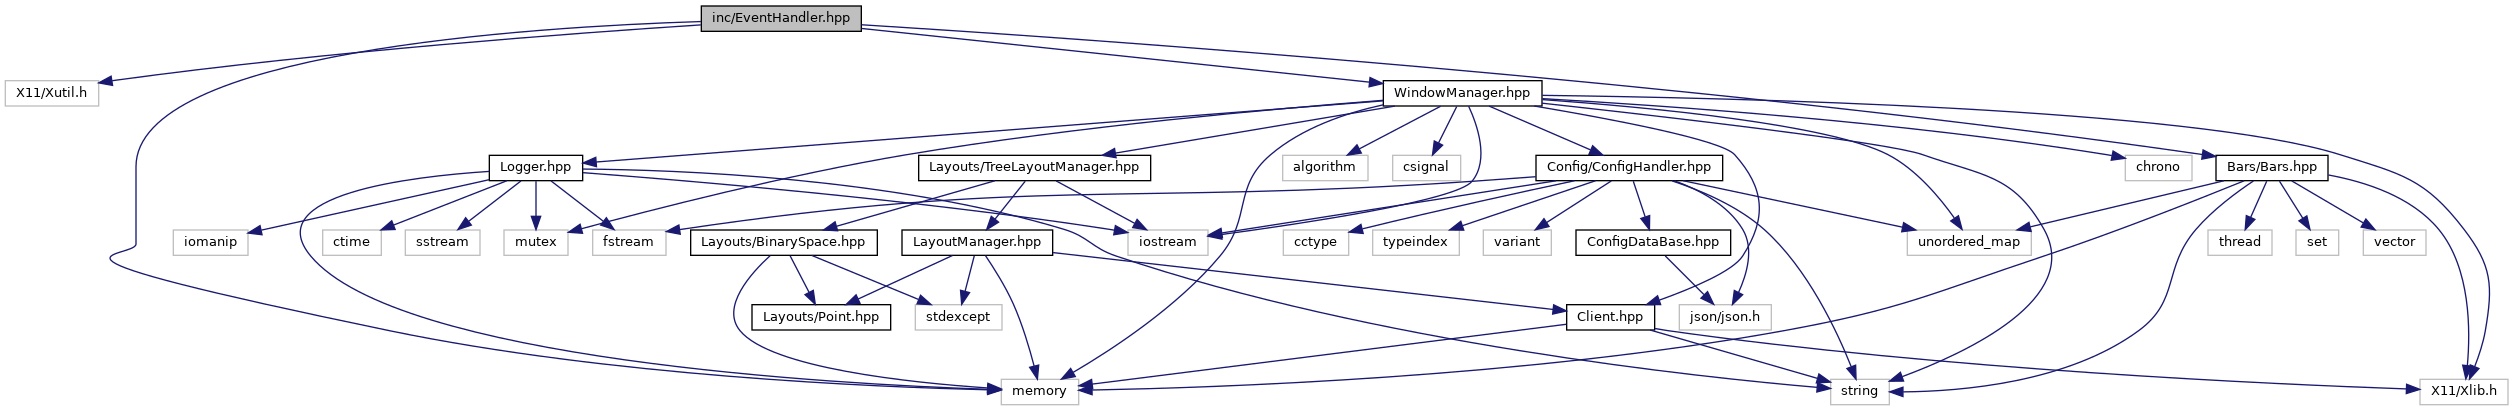 inc/EventHandler.hpp
X11/Xutil.h
WindowManager.hpp
Logger.hpp
Layouts/TreeLayoutManager.hpp
algorithm
csignal
Config/ConfigHandler.hpp
chrono
Bars/Bars.hpp
iomanip
ctime
sstream
mutex
fstream
Layouts/BinarySpace.hpp
LayoutManager.hpp
iostream
cctype
typeindex
variant
ConfigDataBase.hpp
unordered_map
thread
set
vector
Layouts/Point.hpp
stdexcept
Client.hpp
json/json.h
memory
string
X11/Xlib.h